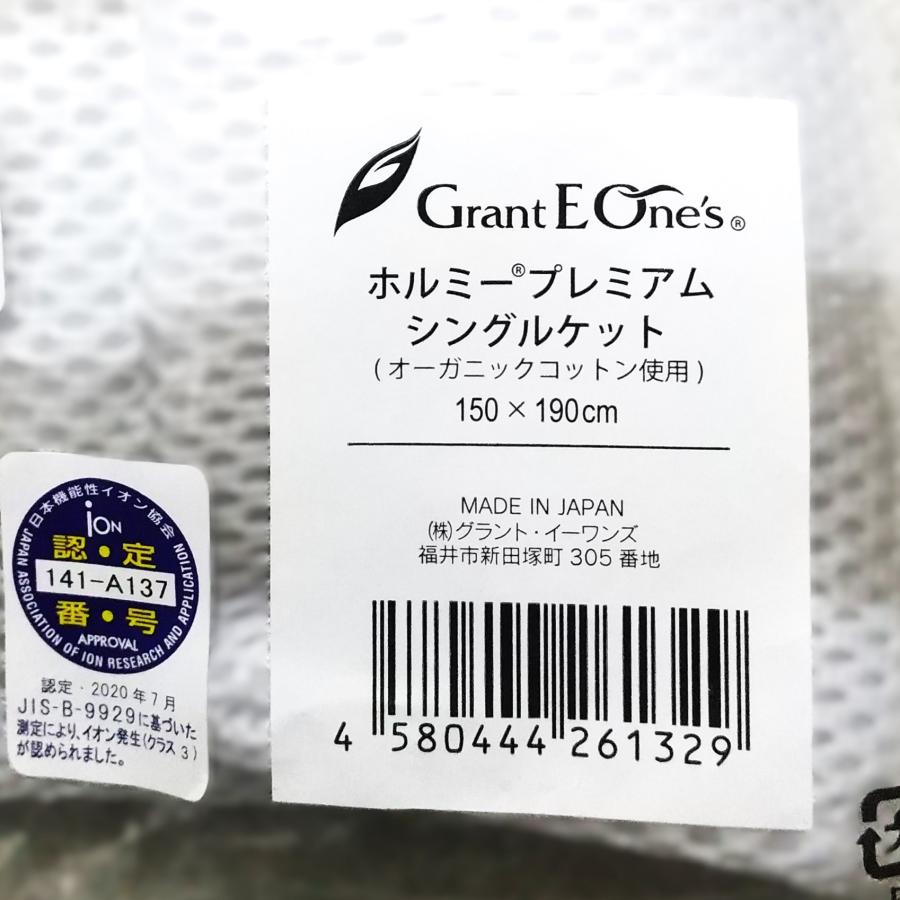 Grant E One's®
ホルミー®プレミアム
シングルケット
(オーガニックコットン使用)
150×190cm
MADE IN JAPAN
㈱グラント・イーワンズ
福井市新田塚町305番地
4 580444 261329
日本機能性イオン協会
iON
認・定
141-A137
番・号
APPROVAL
JAPAN ASSOCIATION OF ION RESEARCH AND APPLICATION
認定・2020年7月
JIS-B-9929に基づいた
測定により、イオン発生(クラス3)
が認められました。